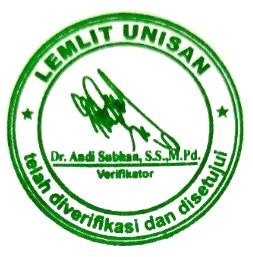 LEMLIT UNISAN
Dr. Andi Subhan, S.S.,M.Pd.
Verifikator
telah diverifikasi dan disetujui